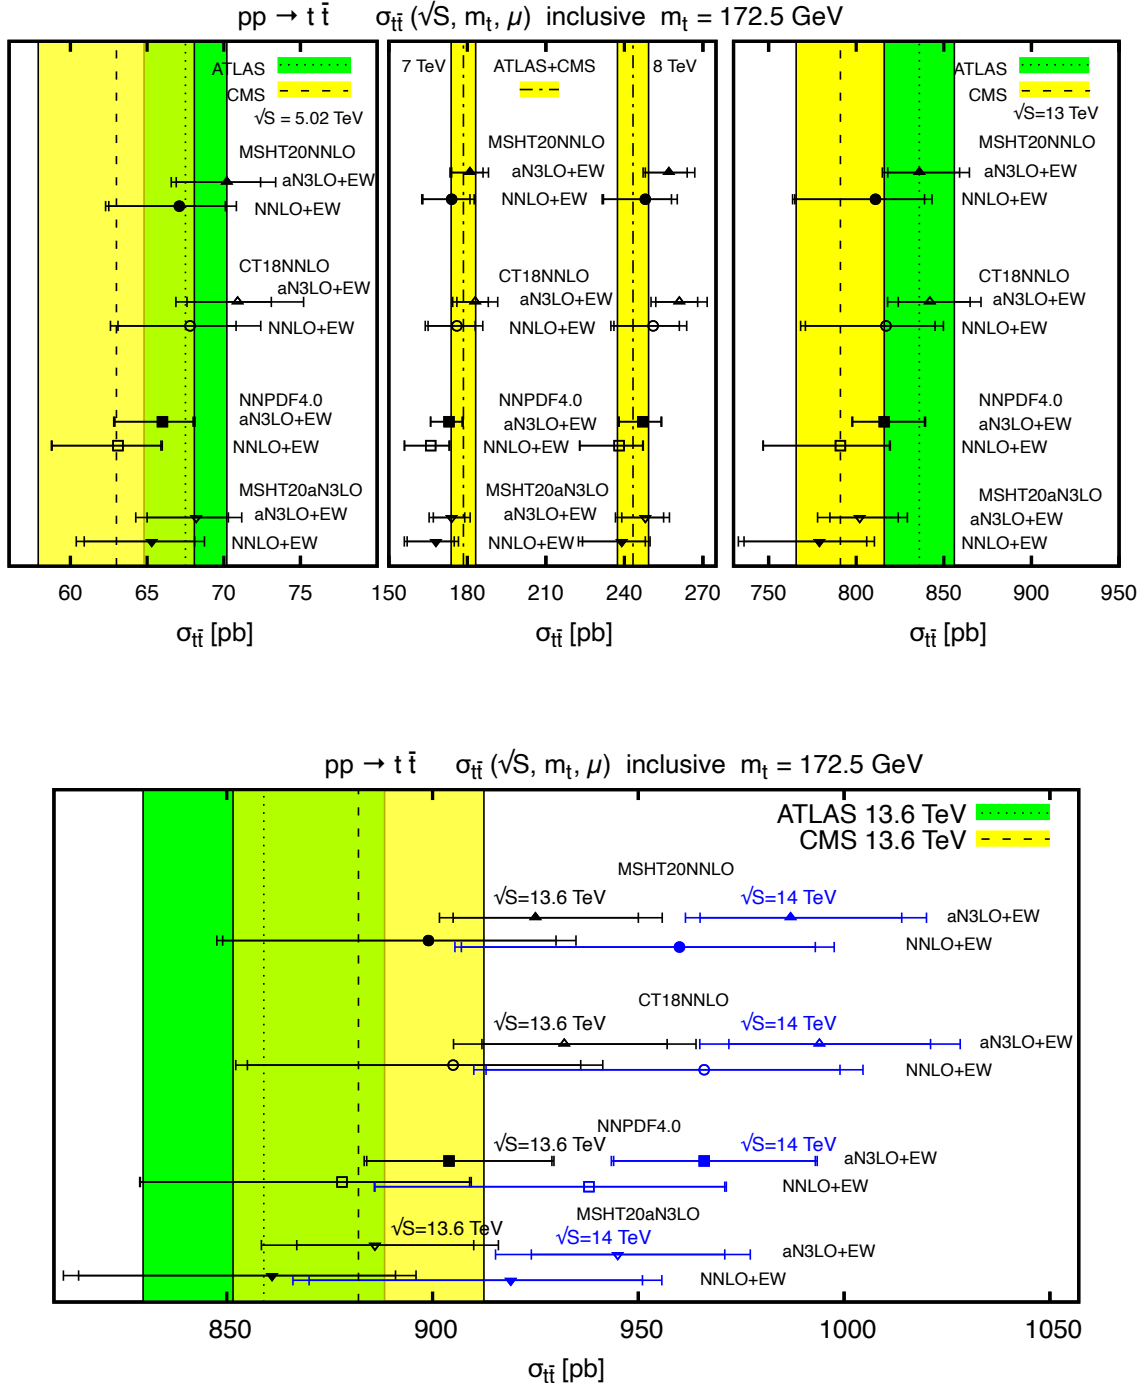 pp → t t̄ σtt̄ (√S, mt, μ) inclusive mt = 172.5 GeV
ATLAS
CMS
√S = 5.02 TeV
MSHT20NNLO
aN3LO+EW
NNLO+EW
CT18NNLO
aN3LO+EW
NNLO+EW
NNPDF4.0
aN3LO+EW
NNLO+EW
MSHT20aN3LO
aN3LO+EW
NNLO+EW
60 65 70 75
σtt̄ [pb]
7 TeV ATLAS+CMS 8 TeV
MSHT20NNLO
aN3LO+EW
NNLO+EW
CT18NNLO
aN3LO+EW
NNLO+EW
NNPDF4.0
aN3LO+EW
NNLO+EW
MSHT20aN3LO
aN3LO+EW
NNLO+EW
150 180 210 240 270
σtt̄ [pb]
ATLAS
CMS
√S=13 TeV
MSHT20NNLO
aN3LO+EW
NNLO+EW
CT18NNLO
aN3LO+EW
NNLO+EW
NNPDF4.0
aN3LO+EW
NNLO+EW
MSHT20aN3LO
aN3LO+EW
NNLO+EW
750 800 850 900 950
σtt̄ [pb]
pp → t t̄ σtt̄ (√S, mt, μ) inclusive mt = 172.5 GeV
ATLAS 13.6 TeV
CMS 13.6 TeV
MSHT20NNLO
√S=13.6 TeV √S=14 TeV
aN3LO+EW
NNLO+EW
CT18NNLO
√S=13.6 TeV √S=14 TeV
aN3LO+EW
NNLO+EW
NNPDF4.0
√S=13.6 TeV √S=14 TeV
aN3LO+EW
NNLO+EW
MSHT20aN3LO
√S=13.6 TeV √S=14 TeV
aN3LO+EW
NNLO+EW
850 900 950 1000 1050
σtt̄ [pb]